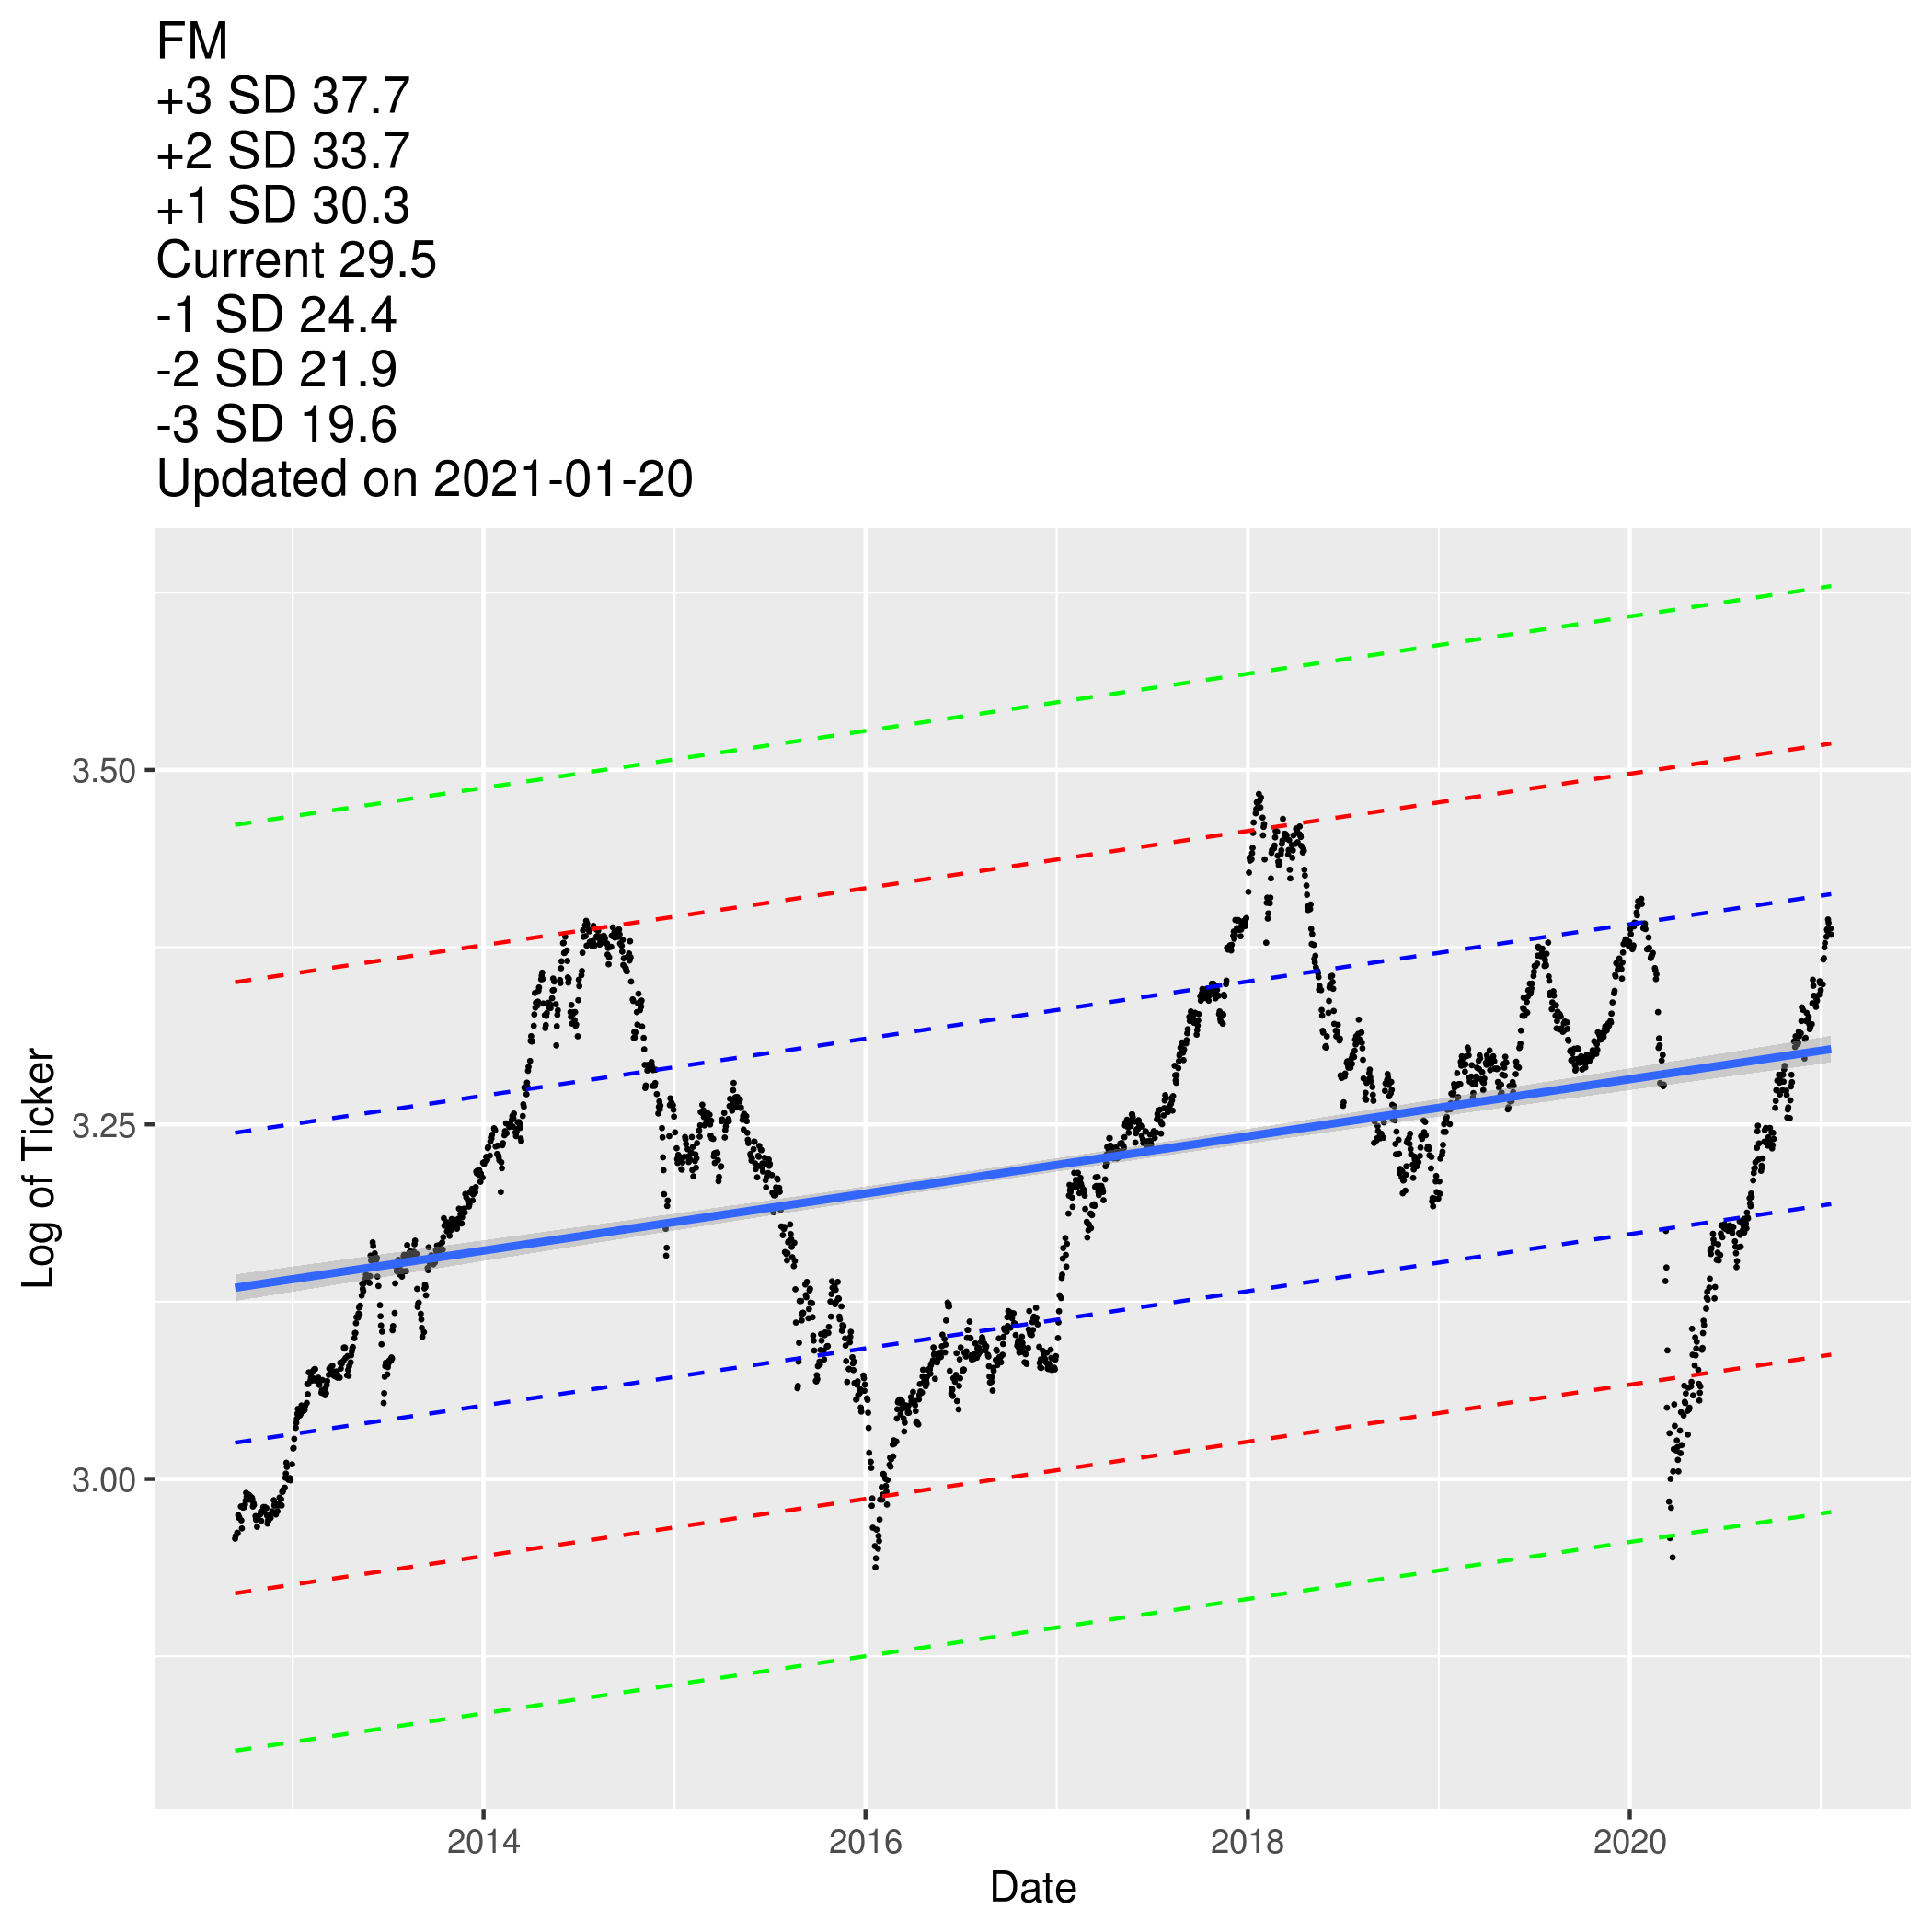 FM
+3 SD 37.7
+2 SD 33.7
+1 SD 30.3
Current 29.5
-1 SD 24.4
-2 SD 21.9
-3 SD 19.6
Updated on 2021-01-20
3.50
3.25
3.00
Log of Ticker
2014 2016 2018 2020
Date